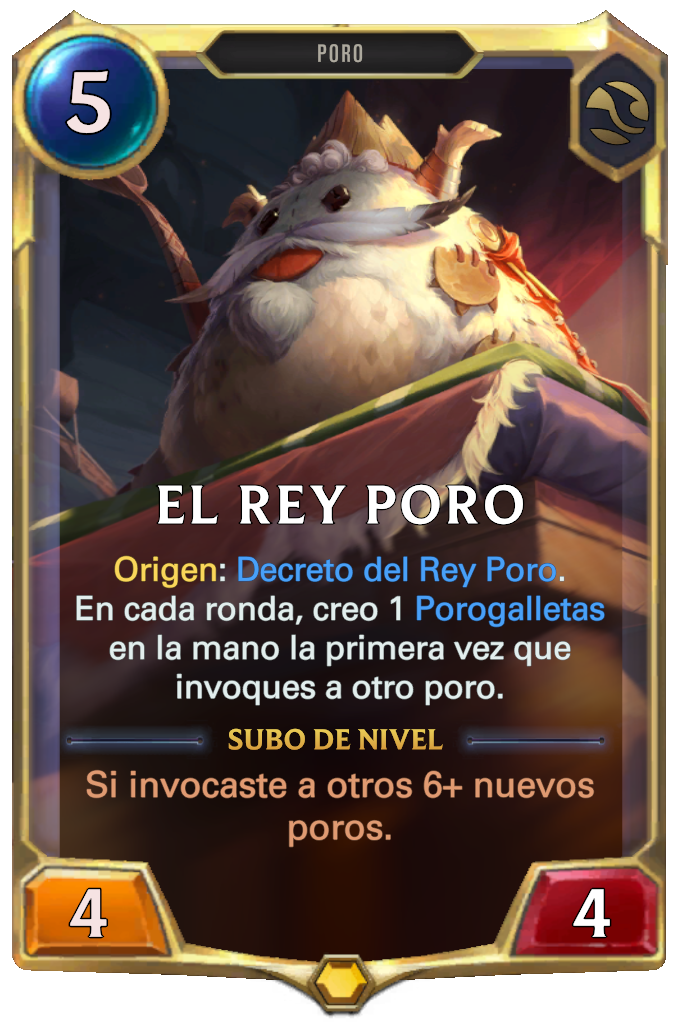 5
PORO
EL REY PORO
Origen: Decreto del Rey Poro.
En cada ronda, creo 1 Porogalletas
en la mano la primera vez que
invoques a otro poro.
SUBO DE NIVEL
Si invocaste a otros 6+ nuevos
poros.
4
4